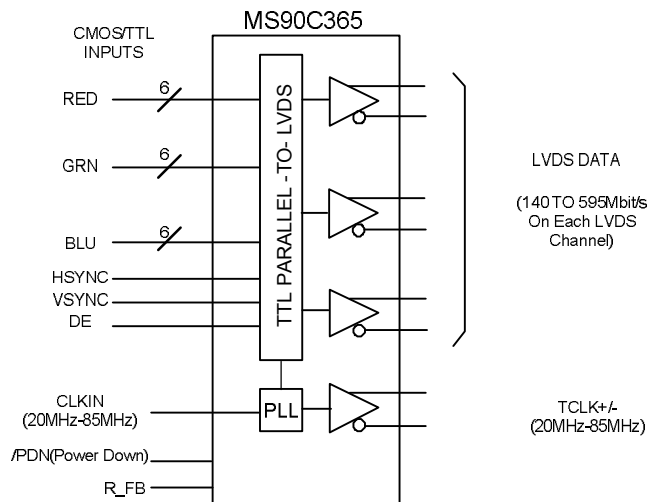 MS90C365
CMOS/TTL
INPUTS
6
RED
6
GRN
6
BLU
HSYNC
VSYNC
DE
TTL PARALLEL - TO- LVDS
LVDS DATA
(140 TO 595Mbit/s
On Each LVDS
Channel)
CLKIN
(20MHz-85MHz)
PLL
TCLK+/-
(20MHz-85MHz)
/PDN(Power Down)
R_FB